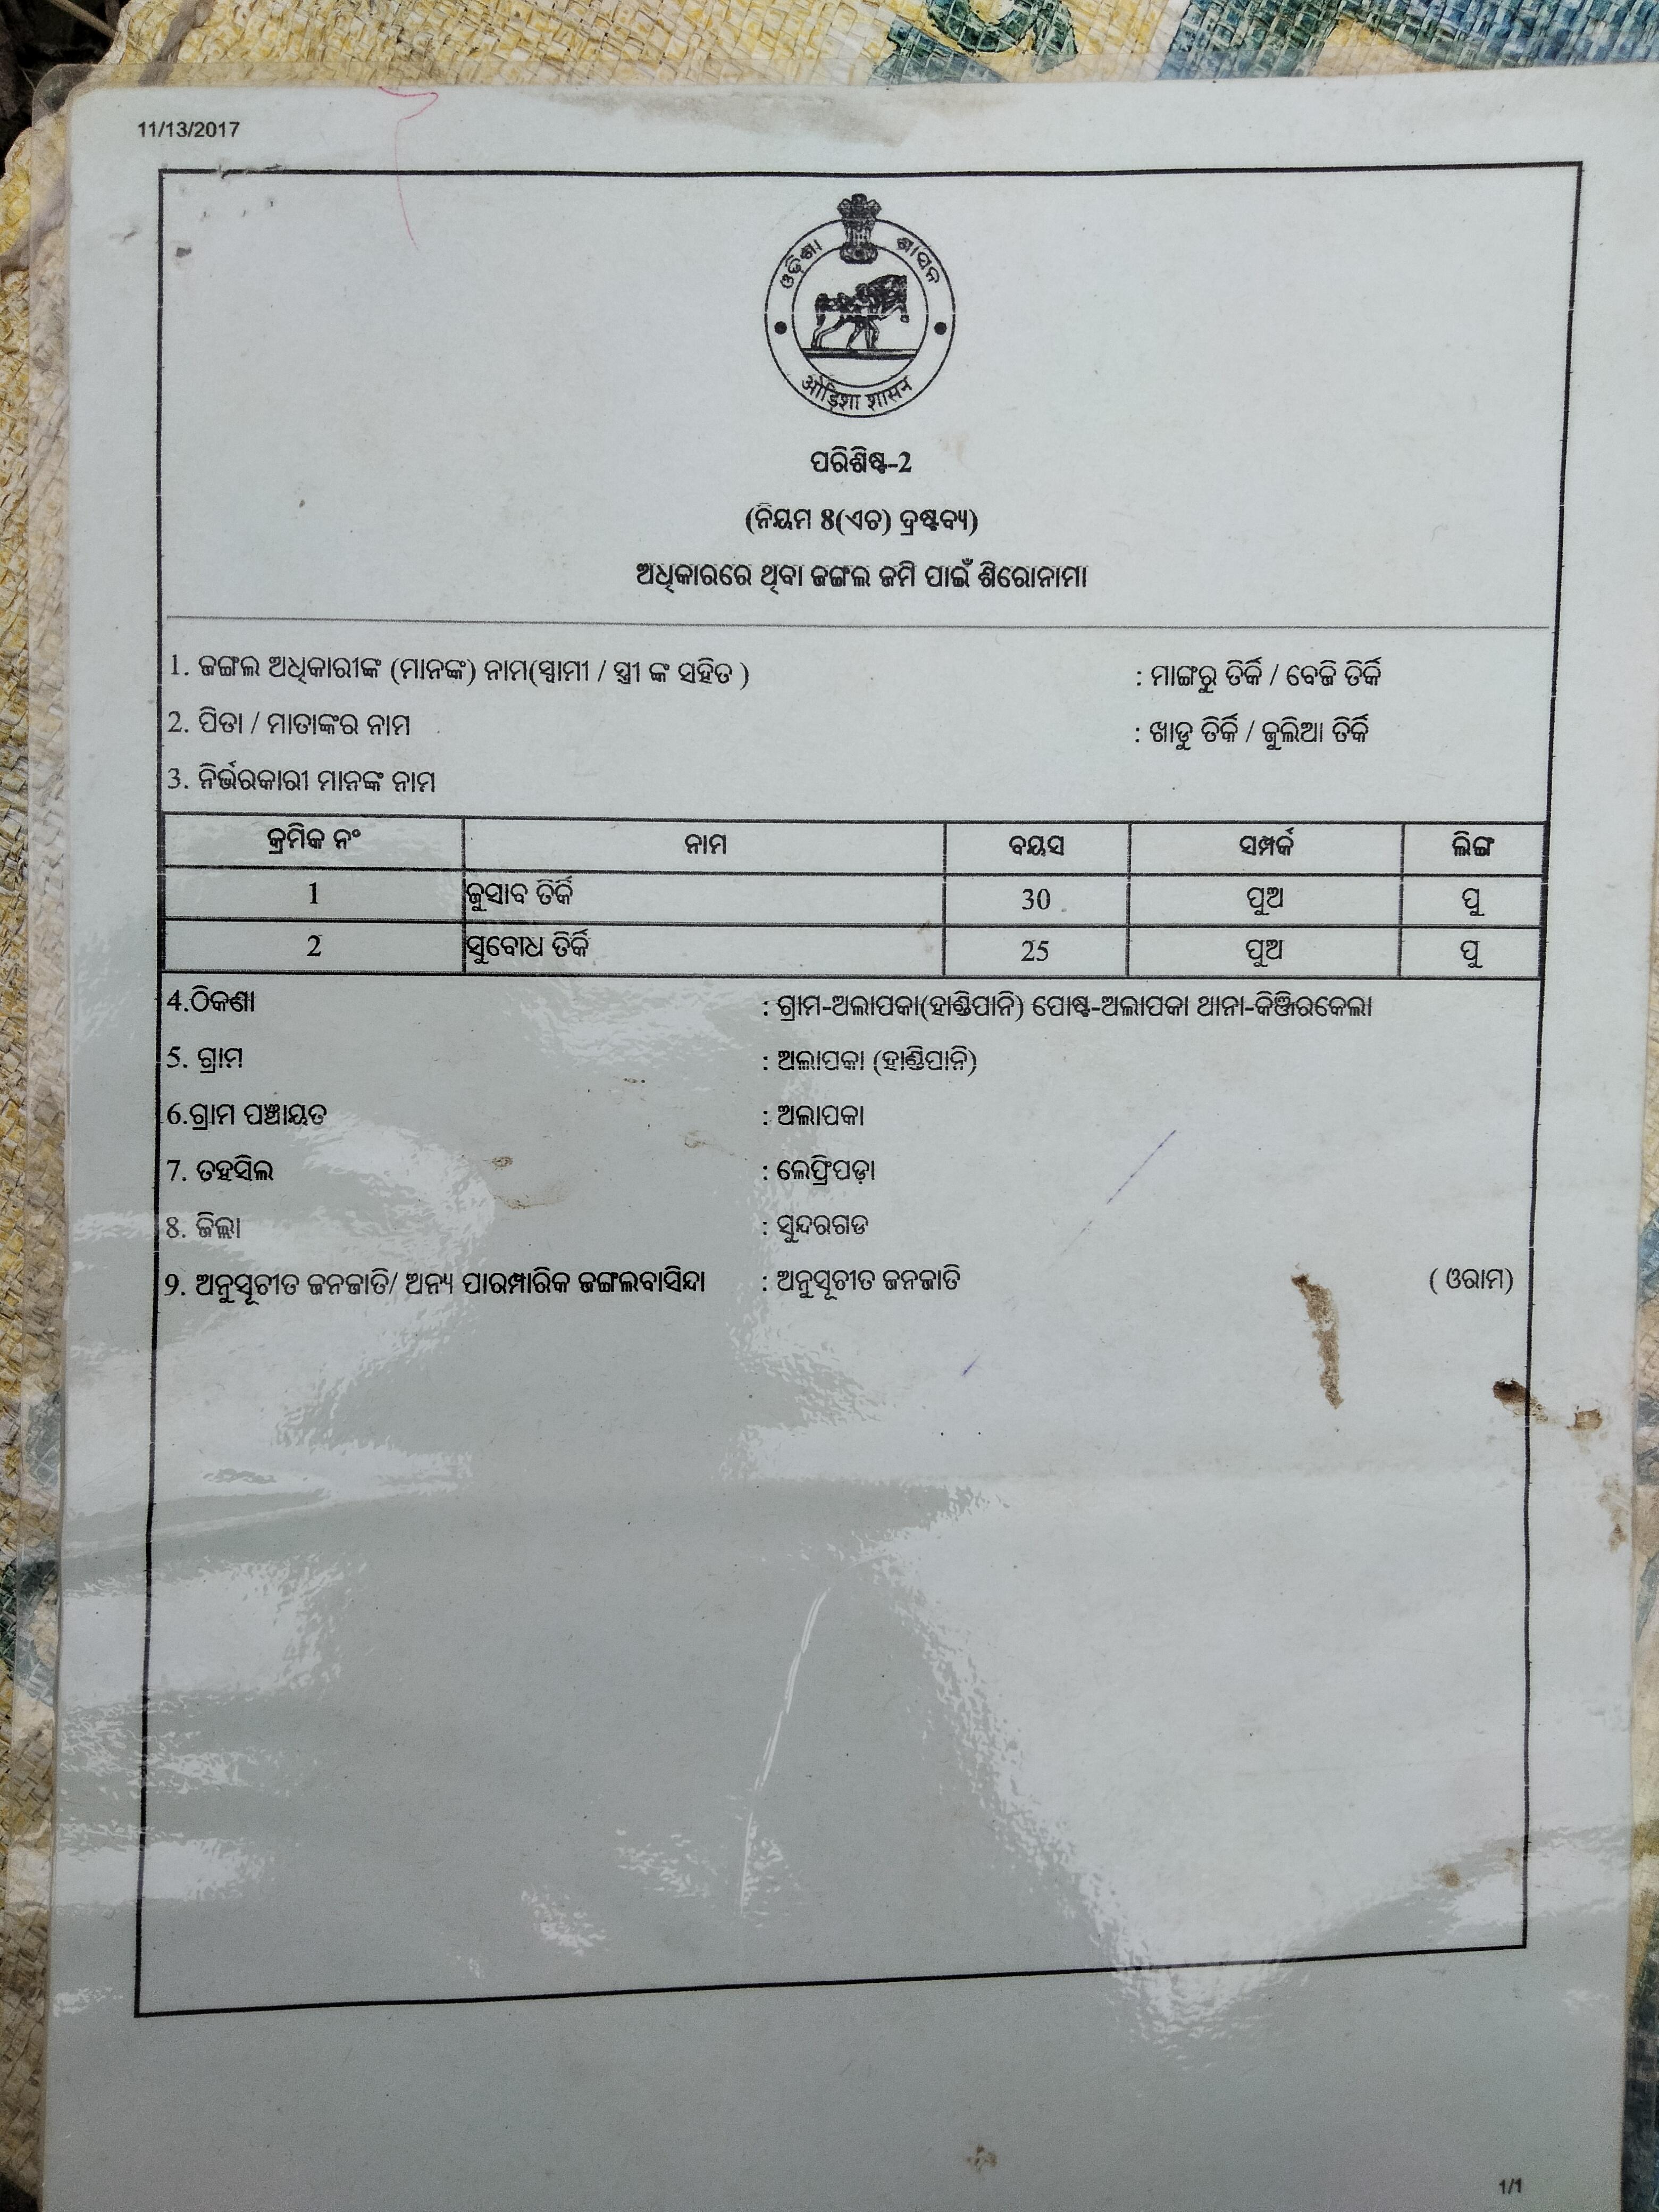 11/13/2017
ଓଡ଼ିଶା ଶାସନ
ओड़िशा शासन
ପରିଶିଷ୍ଟ-2
(ନିୟମ ୫(ଏଚ) ଦ୍ରଷ୍ଟବ୍ୟ)
ଅଧିକାରରେ ଥିବା ଜଙ୍ଗଲ ଜମି ପାଇଁ ଶିରୋନାମା
1. ଜଙ୍ଗଲ ଅଧିକାରୀଙ୍କ (ମାନଙ୍କ) ନାମ(ସ୍ୱାମୀ / ସ୍ତ୍ରୀ ଙ୍କ ସହିତ ) : ମାଙ୍ଗରୁ ତିର୍କି / ବେଜି ତିର୍କି
2. ପିତା / ମାତାଙ୍କର ନାମ : ଖାଡୁ ତିର୍କି / ଜୁଲିଆ ତିର୍କି
3. ନିର୍ଭରକାରୀ ମାନଙ୍କ ନାମ
କ୍ରମିକ ନଂ ନାମ ବୟସ ସମ୍ପର୍କ ଲିଙ୍ଗ
1 ଜୁସାବ ତିର୍କି 30 ପୁଅ ପୁ
2 ସୁବୋଧ ତିର୍କି 25 ପୁଅ ପୁ
4.ଠିକଣା : ଗ୍ରାମ-ଅଲାପକା(ହାଣ୍ଡିପାନି) ପୋଷ୍ଟ-ଅଲାପକା ଥାନା-କିଞ୍ଜିରକେଲା
5. ଗ୍ରାମ : ଅଲାପକା (ହାଣ୍ଡିପାନି)
6.ଗ୍ରାମ ପଞ୍ଚାୟତ : ଅଲାପକା
7. ତହସିଲ : ଲେଫ୍ରିପଡ଼ା
8. ଜିଲ୍ଲା : ସୁନ୍ଦରଗଡ
9. ଅନୁସୂଚୀତ ଜନଜାତି/ ଅନ୍ୟ ପାରମ୍ପାରିକ ଜଙ୍ଗଲବାସିନ୍ଦା : ଅନୁସୂଚୀତ ଜନଜାତି ( ଓରାମ)
1/1